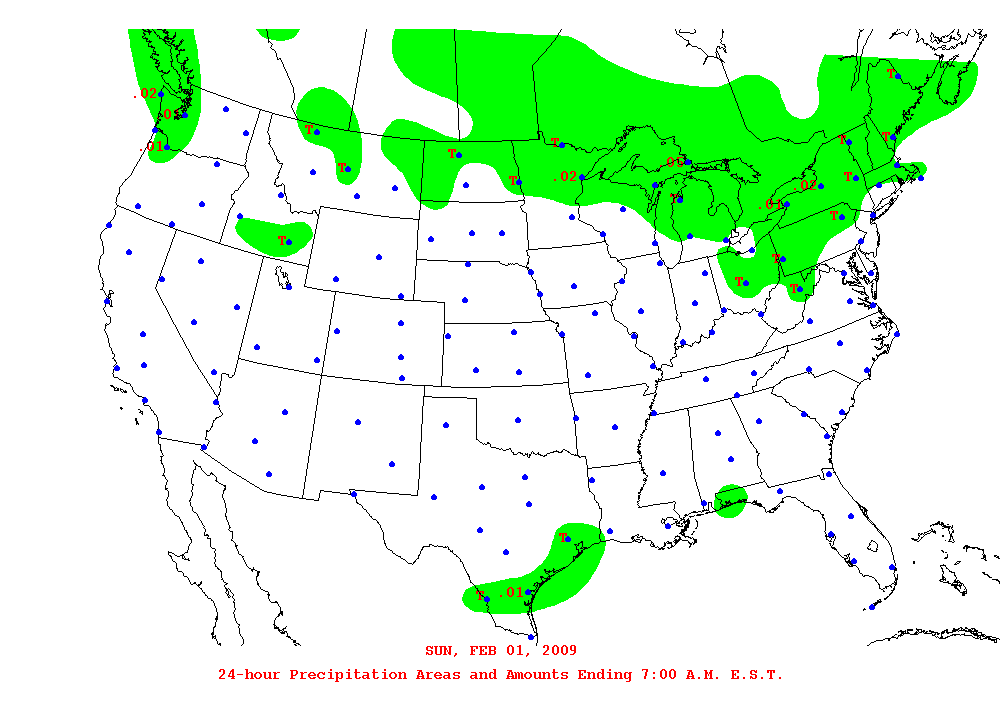 T
.02
.01
T
T
T
T
.01
T
.02
T
T
T
.02
T
.01
T
T
T
T
T
T
.01
T
SUN, FEB 01, 2009
24-hour Precipitation Areas and Amounts Ending 7:00 A.M. E.S.T.